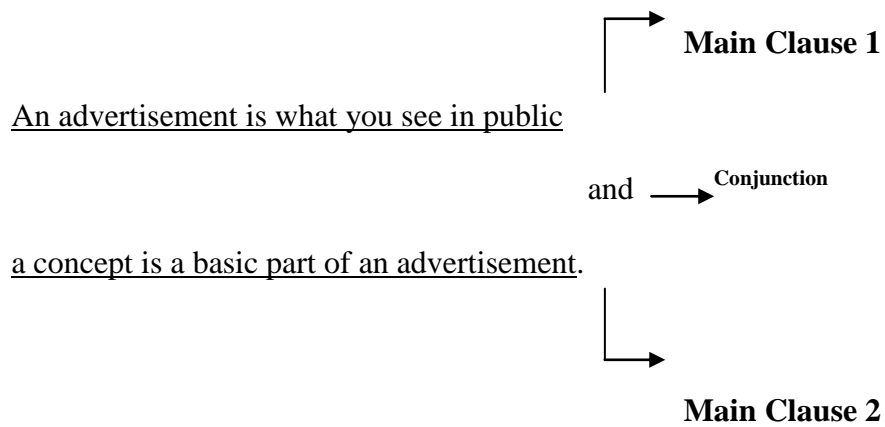 Main Clause 1
An advertisement is what you see in public
and
Conjunction
a concept is a basic part of an advertisement.
Main Clause 2